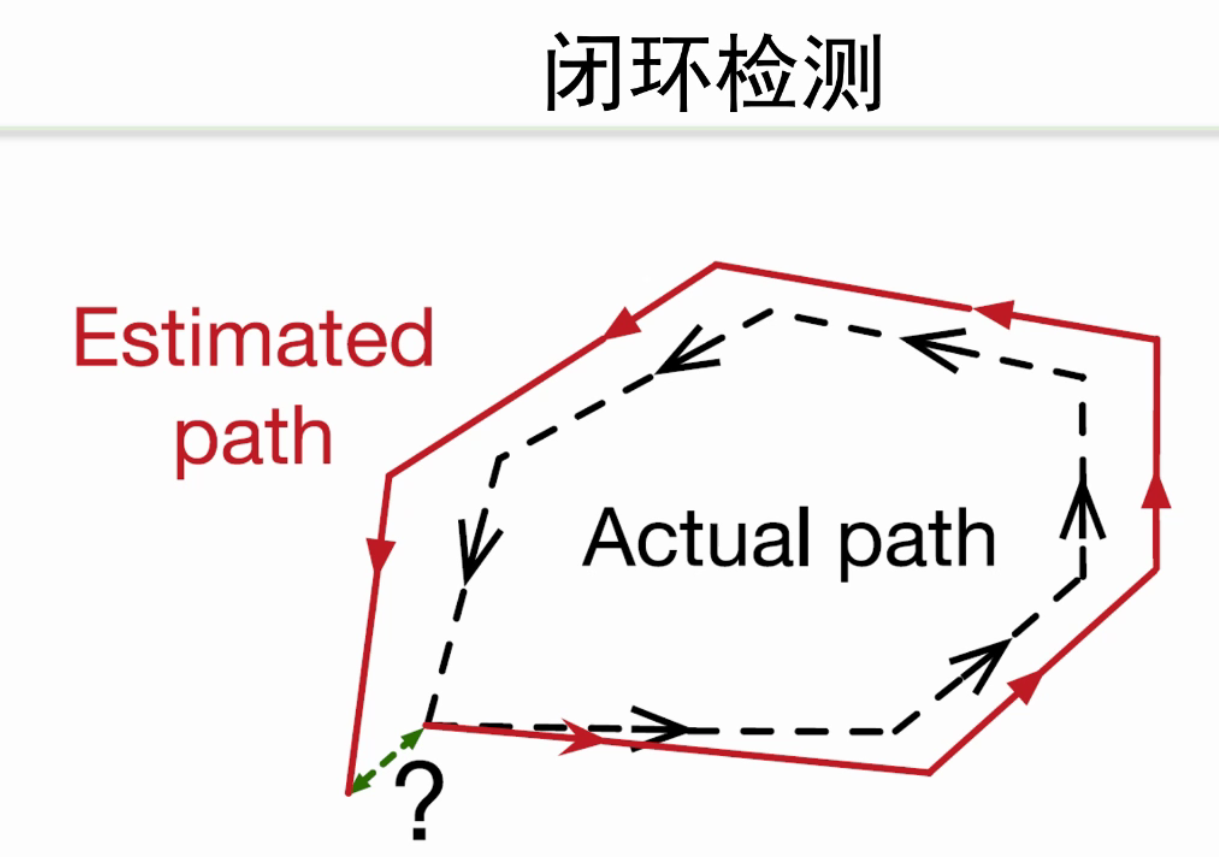 闭环检测
Estimated
path
Actual path
?